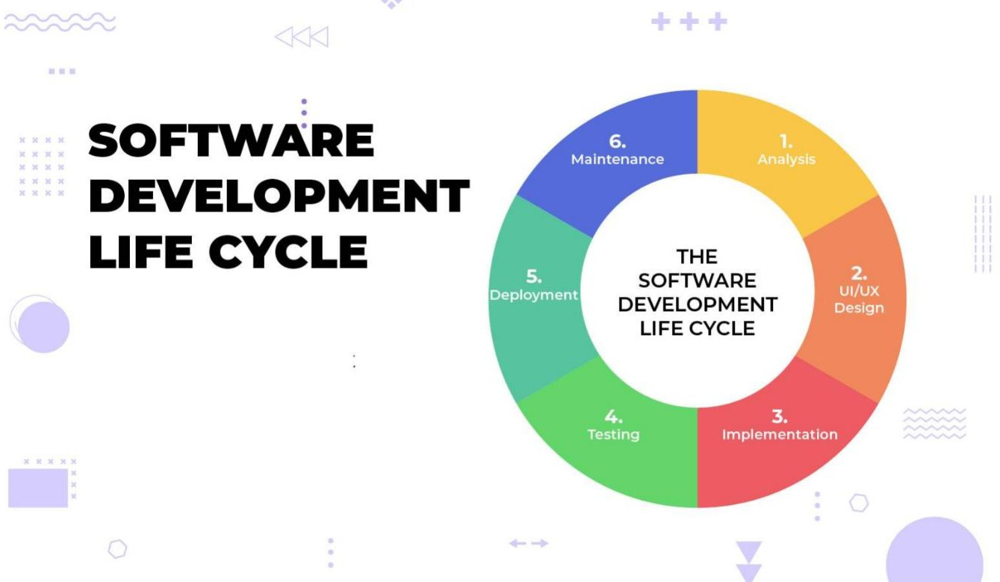 SOFTWARE
DEVELOPMENT
LIFE CYCLE
6.
Maintenance
1.
Analysis
5.
Deployment
THE
SOFTWARE
DEVELOPMENT
LIFE CYCLE
2.
UI/UX
Design
4.
Testing
3.
Implementation